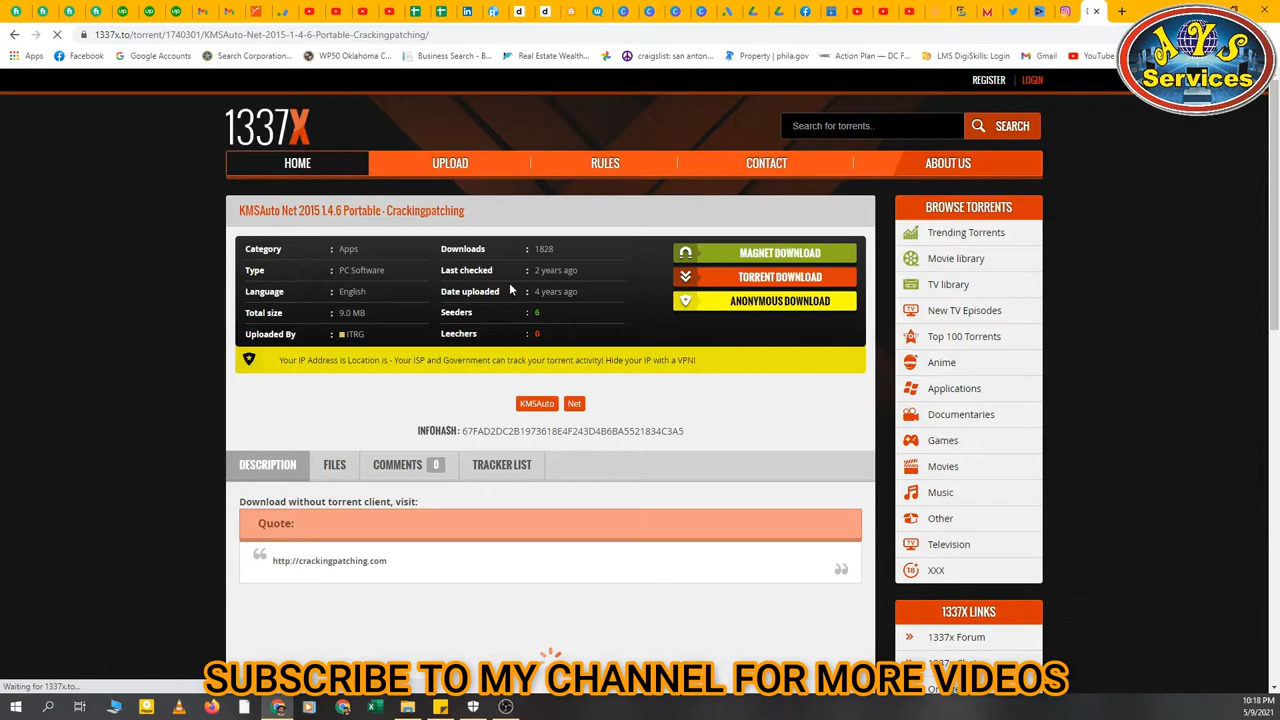 1337x.to/torrent/1740301/KMSAuto-Net-2015-1-4-6-Portable-Crackingpatching/
Apps
Facebook
Google Accounts
Search Corporation...
WP50 Oklahoma C...
Business Search - B...
Real Estate Wealth...
craigslist: san anton...
Property | phila.gov
Action Plan — DC F...
LMS DigiSkills: Login
Gmail
YouTube
AYS
Services
REGISTER
LOGIN
1337X
Search for torrents..
SEARCH
HOME
UPLOAD
RULES
CONTACT
ABOUT US
KMSAuto Net 2015 1.4.6 Portable - Crackingpatching
Category : Apps
Type : PC Software
Language : English
Total size : 9.0 MB
Uploaded By : ITRG
Downloads : 1828
Last checked : 2 years ago
Date uploaded : 4 years ago
Seeders : 6
Leechers : 0
MAGNET DOWNLOAD
TORRENT DOWNLOAD
ANONYMOUS DOWNLOAD
Your IP Address is Location is - Your ISP and Government can track your torrent activity! Hide your IP with a VPN!
KMSAuto
Net
INFOHASH : 67FAD2DC2B1973618E4F243D4B6BA5521834C3A5
DESCRIPTION
FILES
COMMENTS 0
TRACKER LIST
Download without torrent client, visit:
Quote:
http://crackingpatching.com
BROWSE TORRENTS
Trending Torrents
Movie library
TV library
New TV Episodes
Top 100 Torrents
Anime
Applications
Documentaries
Games
Movies
Music
Other
Television
XXX
1337X LINKS
1337x Forum
SUBSCRIBE TO MY CHANNEL FOR MORE VIDEOS
Waiting for 1337x.to...
10:18 PM
5/9/2021